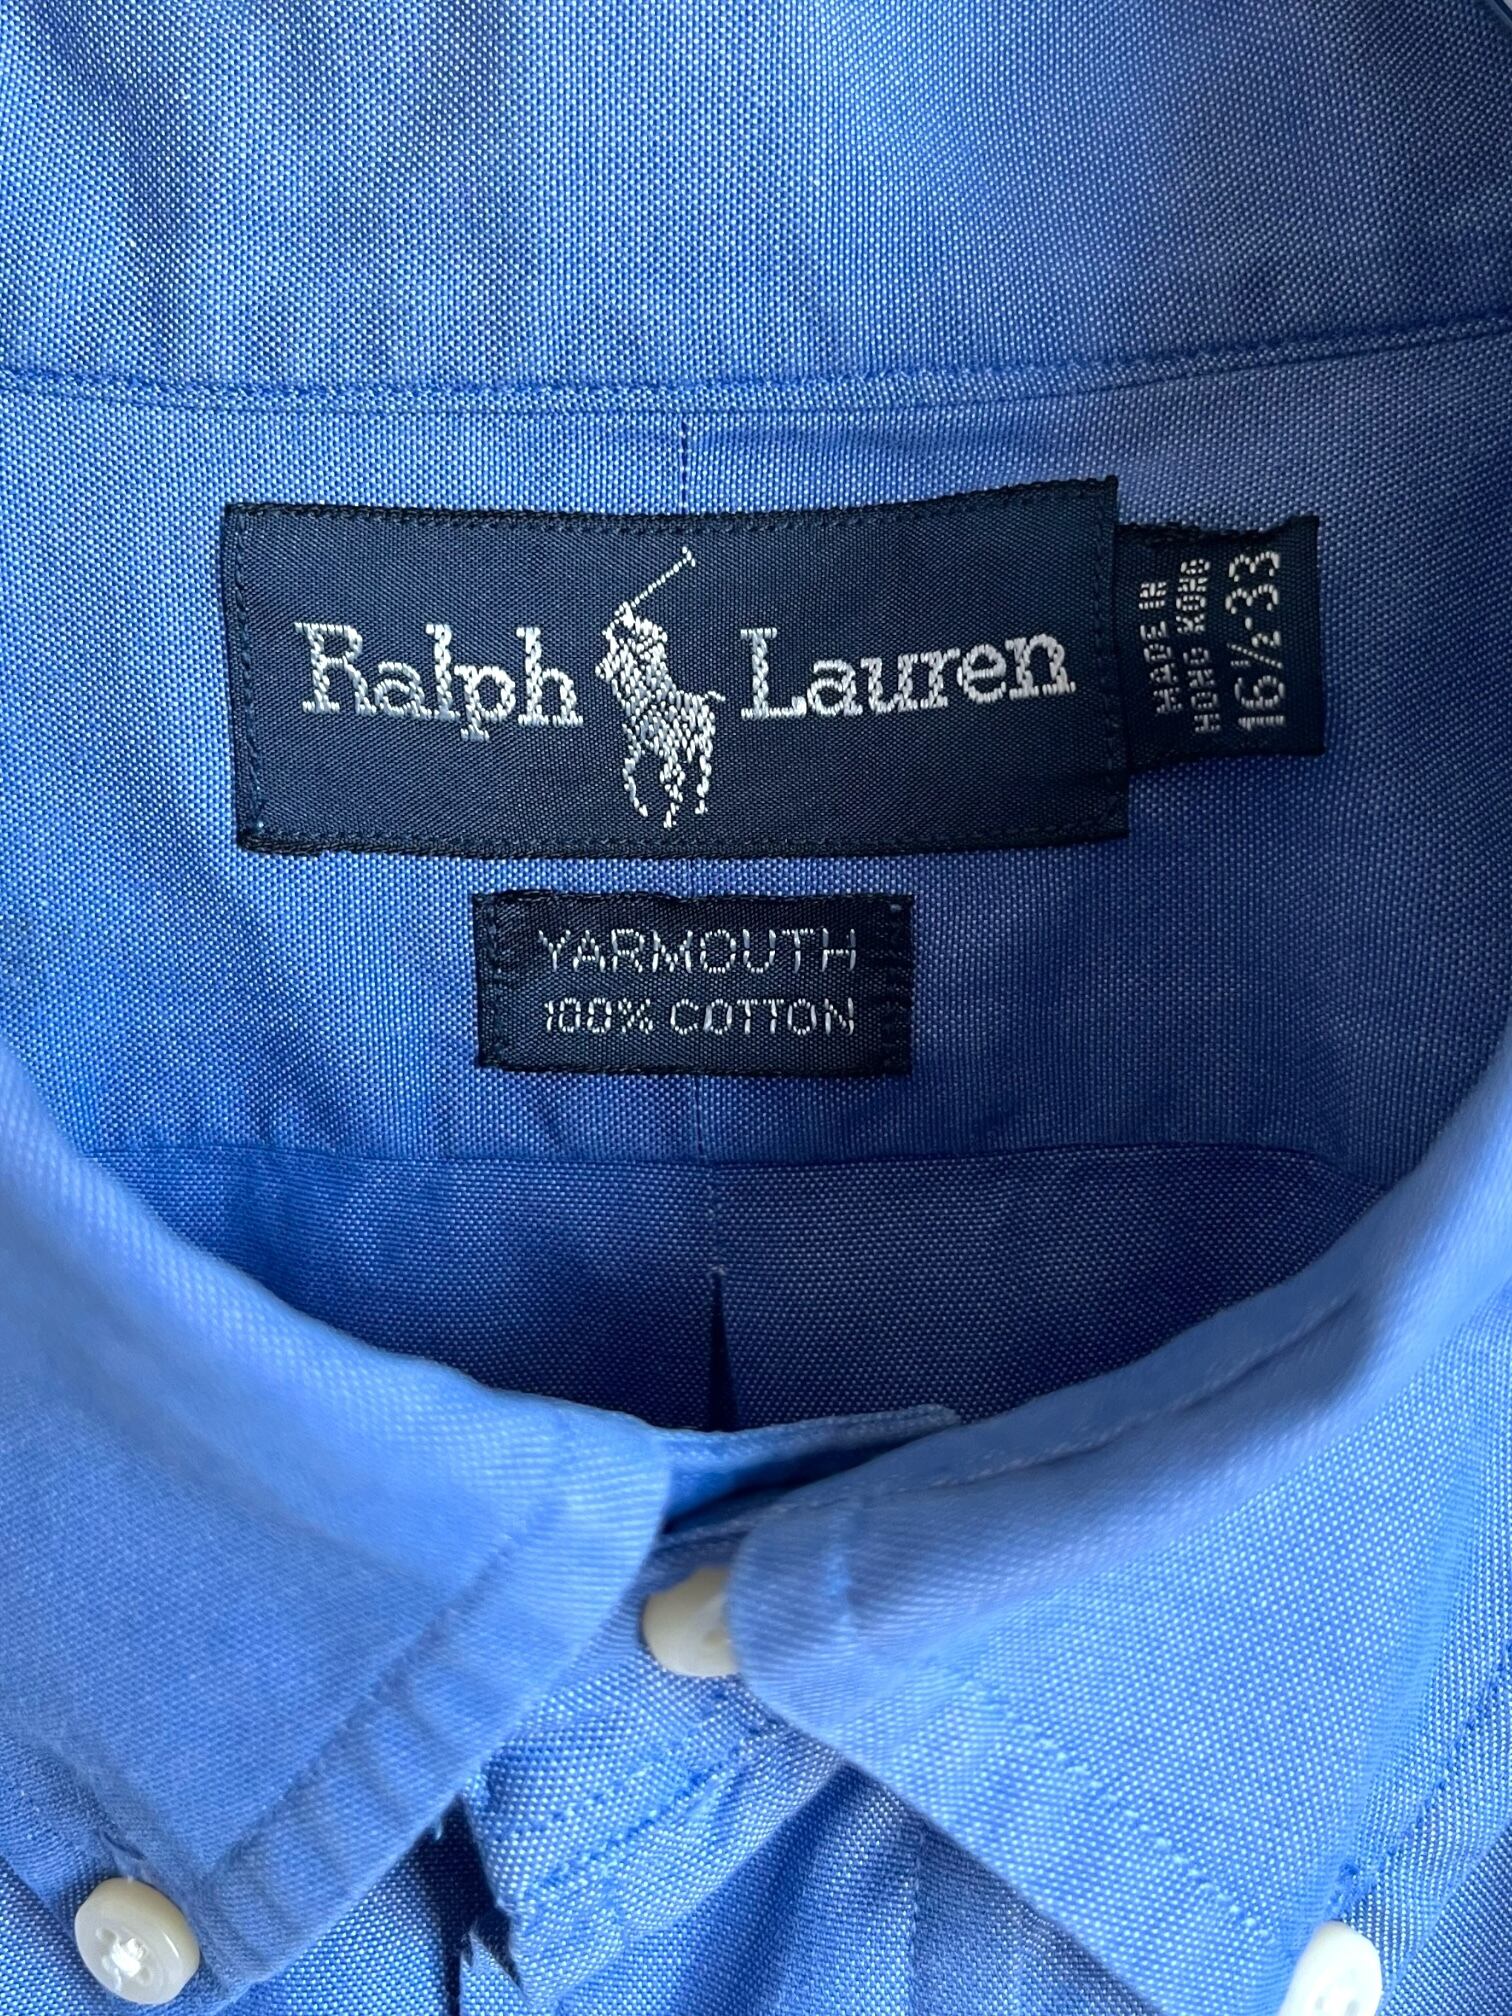 Ralph Lauren
MADE IN
HONG KONG
16½-33
YARMOUTH
100% COTTON